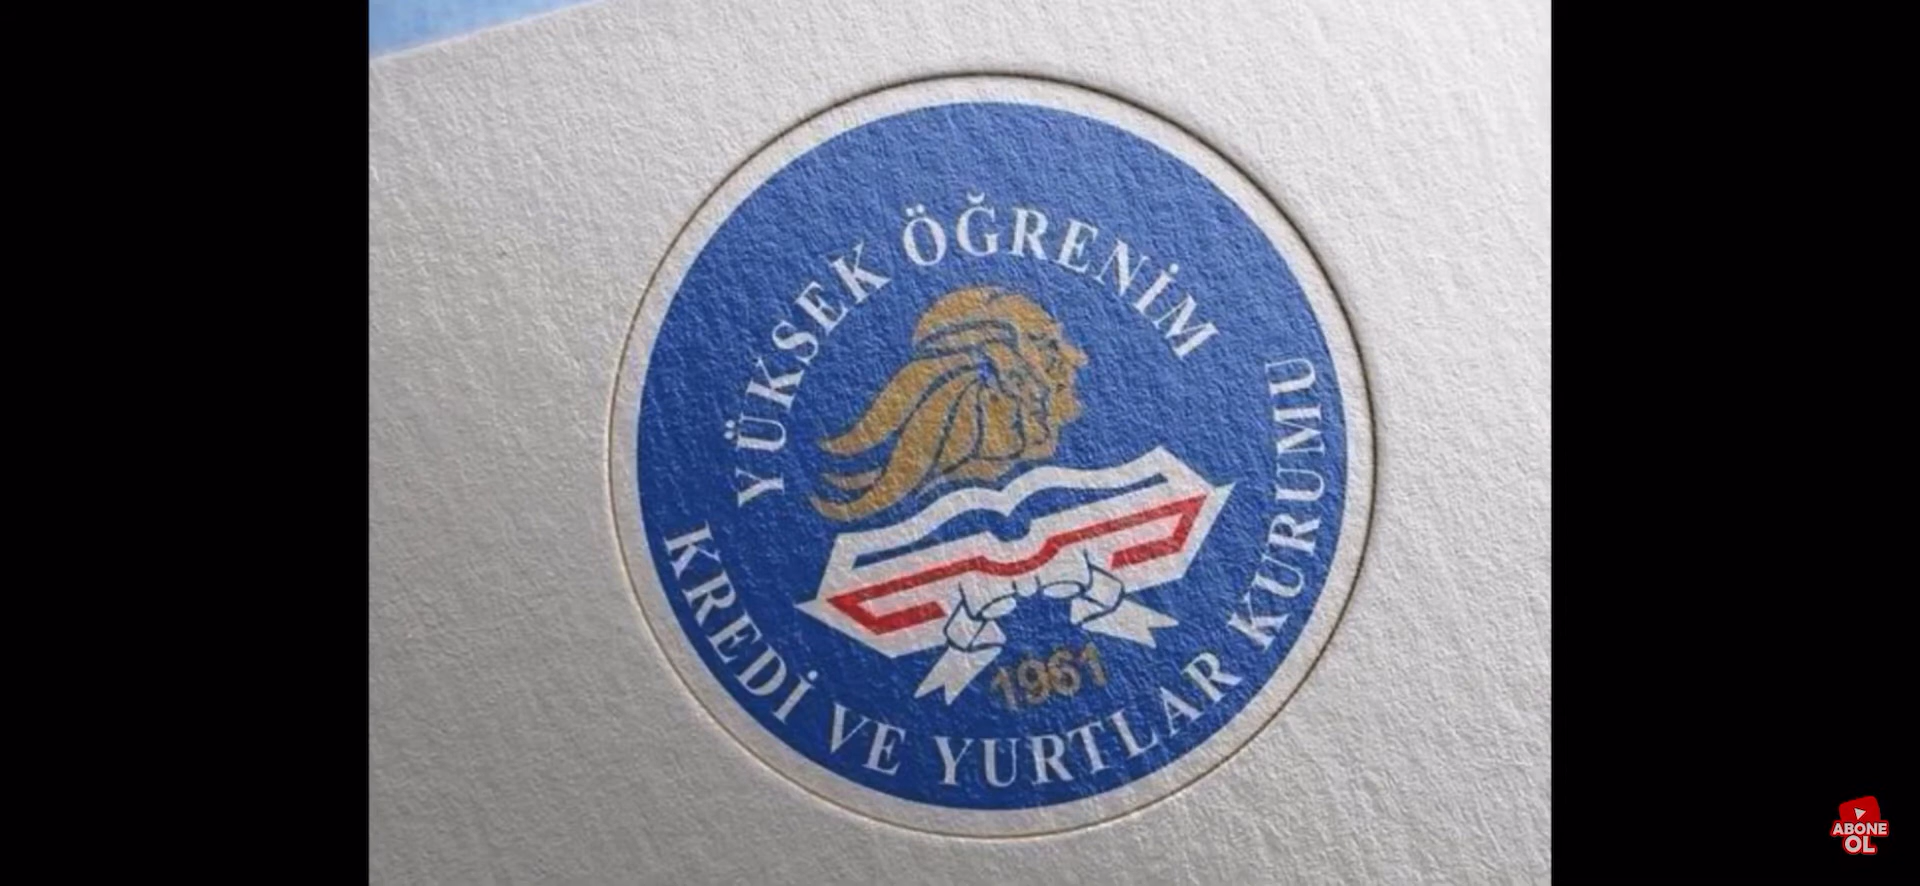 YÜKSEK ÖĞRENİM
KREDİ VE YURTLAR KURUMU
1961
ABONE
OL